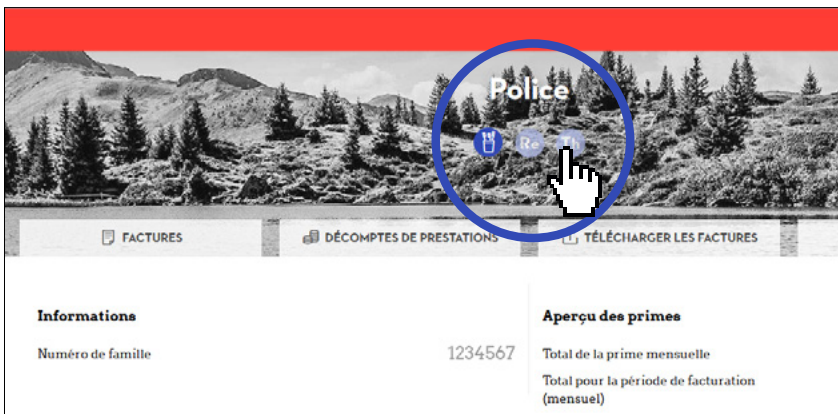 Police
Re Th
FACTURES DÉCOMPTES DE PRESTATIONS TÉLÉCHARGER LES FACTURES
Informations
Numéro de famille 1234567
Aperçu des primes
Total de la prime mensuelle
Total pour la période de facturation
(mensuel)